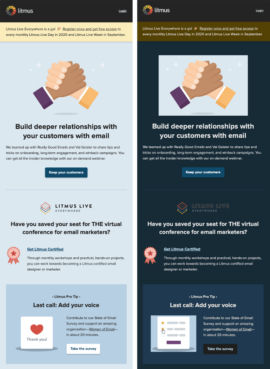 litmus
Litmus Live Everywhere is a go! Register once and get free access to
every monthly Litmus Live Day in 2020 and Litmus Live Week in September.
Build deeper relationships with
your customers with email
We teamed up with Really Good Emails and Val Geisler to share tips and
tricks on onboarding, long-term engagement, and winback campaigns. You
can get all the insider knowledge with our on-demand webinar.
Keep your customers
LITMUS LIVE
EVERYWHERE
Have you saved your seat for THE virtual
conference for email marketers?
Get Litmus Certified
Through monthly workshops and practical, hands-on projects,
you can work towards becoming a Litmus certified email
designer or marketer.
- Litmus Pro Tip -
Last call: Add your voice
Thank you!
Contribute to our State of Email
Survey and support an amazing
organization—Women of Email—
in about 20 minutes.
Take the survey
litmus
Litmus Live Everywhere is a go! Register once and get free access to
every monthly Litmus Live Day in 2020 and Litmus Live Week in September.
Build deeper relationships with
your customers with email
We teamed up with Really Good Emails and Val Geisler to share tips and
tricks on onboarding, long-term engagement, and winback campaigns. You
can get all the insider knowledge with our on-demand webinar.
Keep your customers
LITMUS LIVE
EVERYWHERE
Have you saved your seat for THE virtual
conference for email marketers?
Get Litmus Certified
Through monthly workshops and practical, hands-on projects,
you can work towards becoming a Litmus certified email
designer or marketer.
- Litmus Pro Tip -
Last call: Add your voice
Contribute to our State of Email
Survey and support an amazing
organization—Women of Email—
in about 20 minutes.
Take the survey